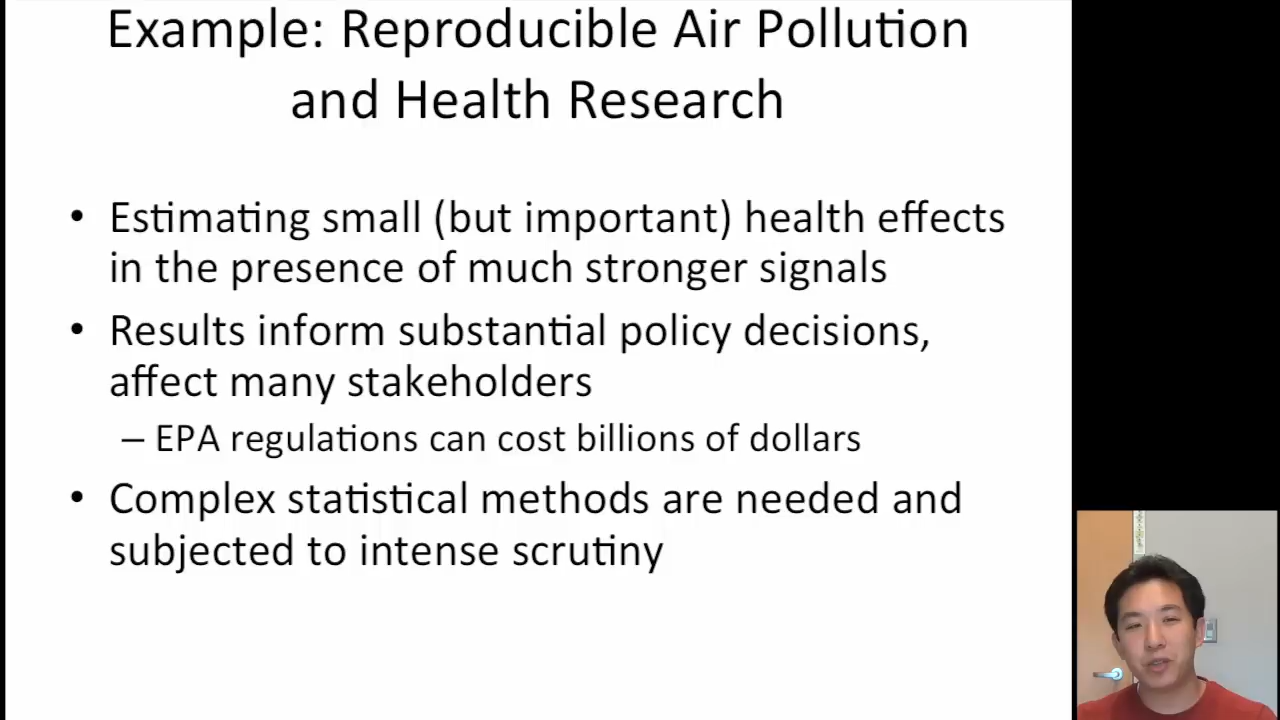 Example: Reproducible Air Pollution
and Health Research
• Estimating small (but important) health effects
in the presence of much stronger signals
• Results inform substantial policy decisions,
affect many stakeholders
– EPA regulations can cost billions of dollars
• Complex statistical methods are needed and
subjected to intense scrutiny